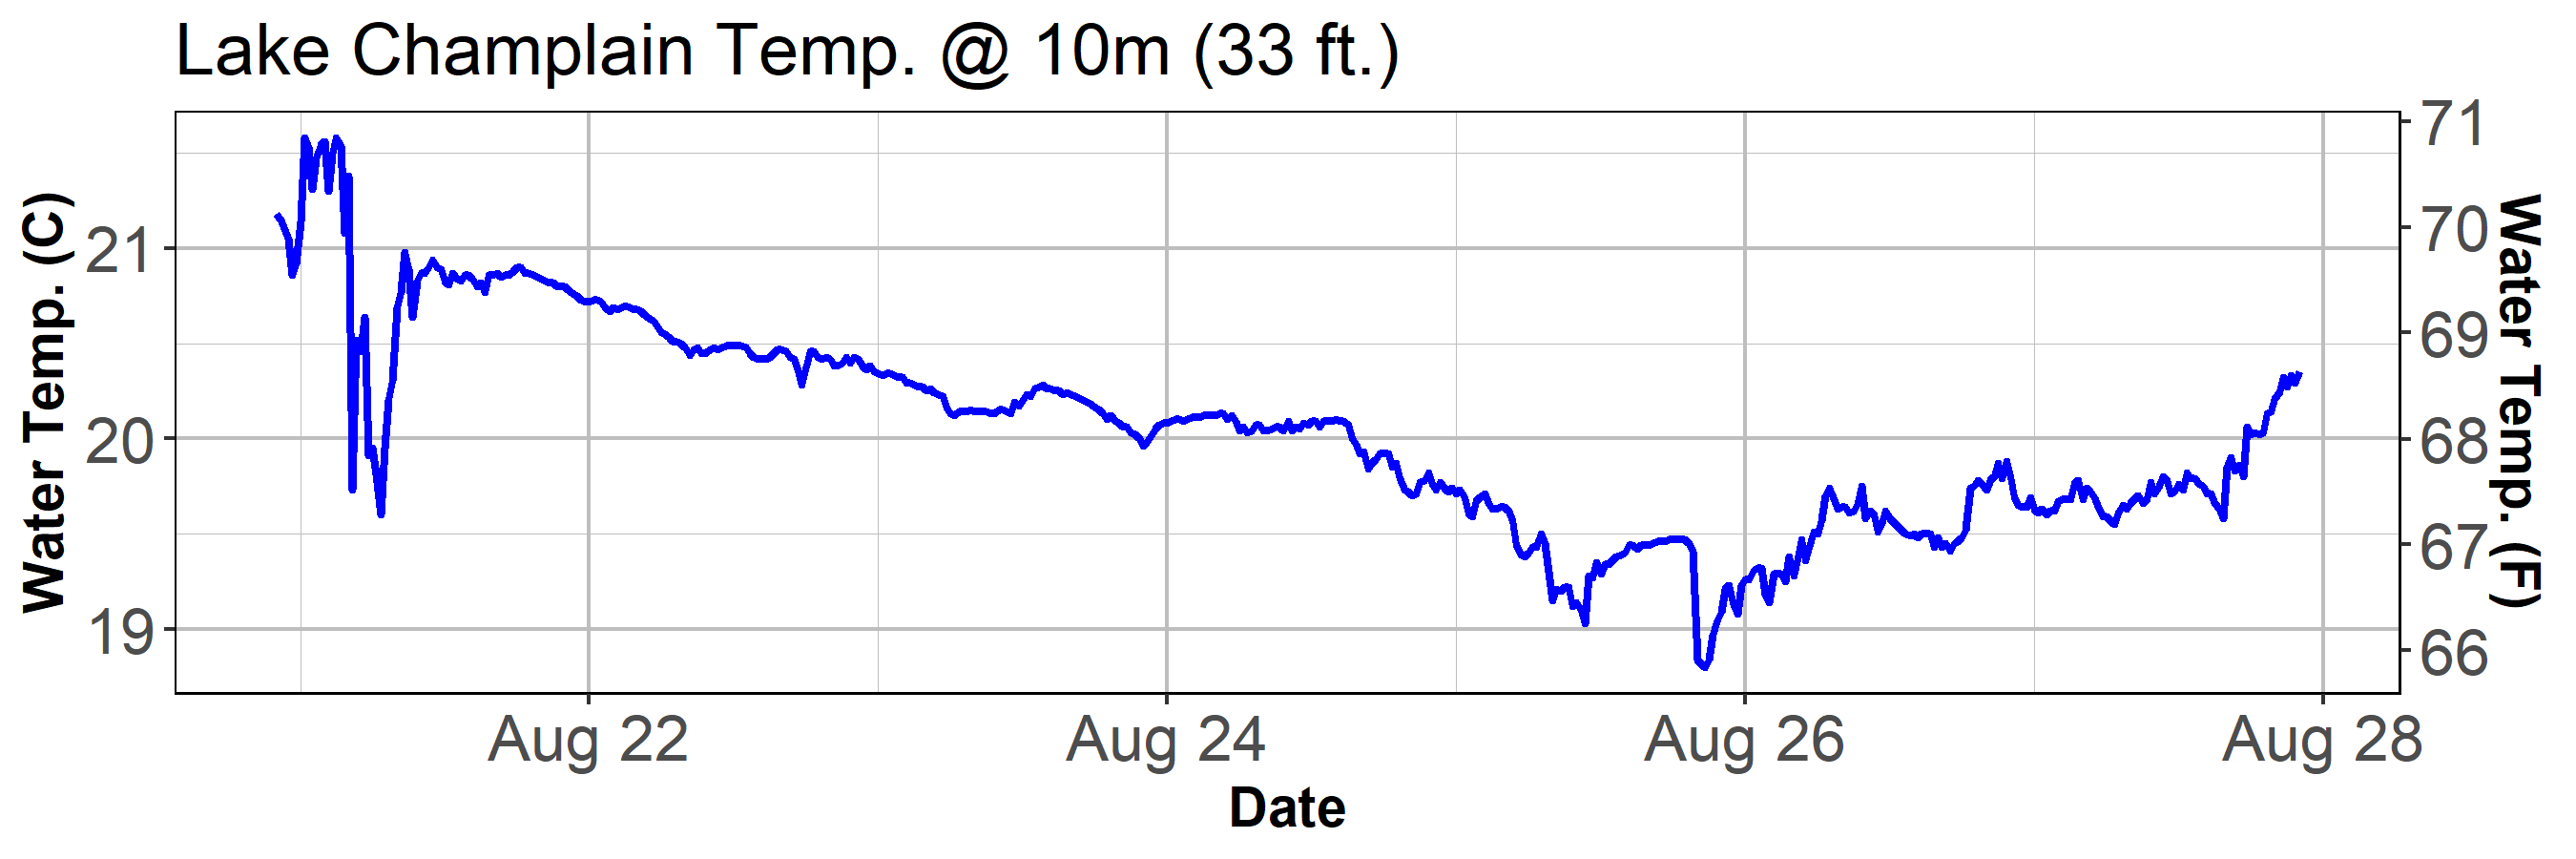 Lake Champlain Temp. @ 10m (33 ft.)
Water Temp. (C)
21
20
19
71
70
69
68
67
66
Water Temp. (F)
Aug 22 Aug 24 Aug 26 Aug 28
Date